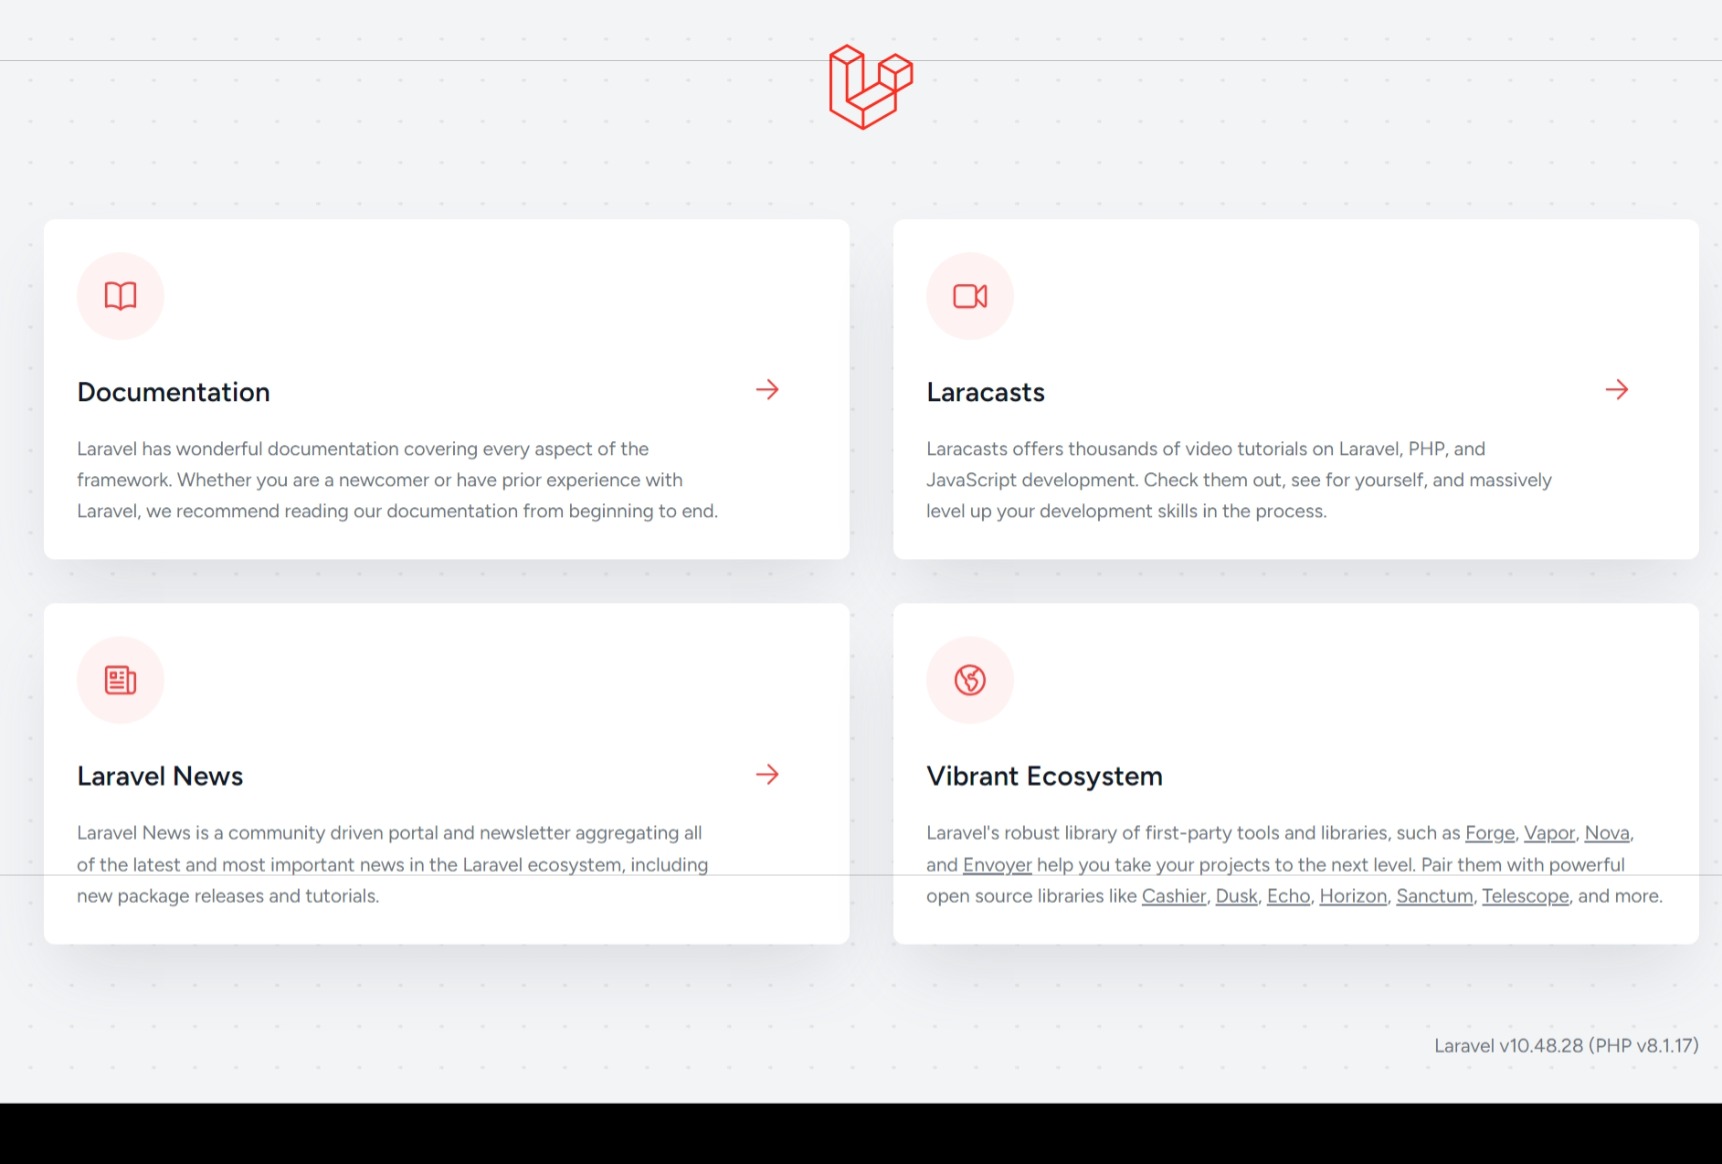 Documentation
Laravel has wonderful documentation covering every aspect of the
framework. Whether you are a newcomer or have prior experience with
Laravel, we recommend reading our documentation from beginning to end.
Laracasts
Laracasts offers thousands of video tutorials on Laravel, PHP, and
JavaScript development. Check them out, see for yourself, and massively
level up your development skills in the process.
Laravel News
Laravel News is a community driven portal and newsletter aggregating all
of the latest and most important news in the Laravel ecosystem, including
new package releases and tutorials.
Vibrant Ecosystem
Laravel's robust library of first-party tools and libraries, such as Forge, Vapor, Nova,
and Envoyer help you take your projects to the next level. Pair them with powerful
open source libraries like Cashier, Dusk, Echo, Horizon, Sanctum, Telescope, and more.
Laravel v10.48.28 (PHP v8.1.17)